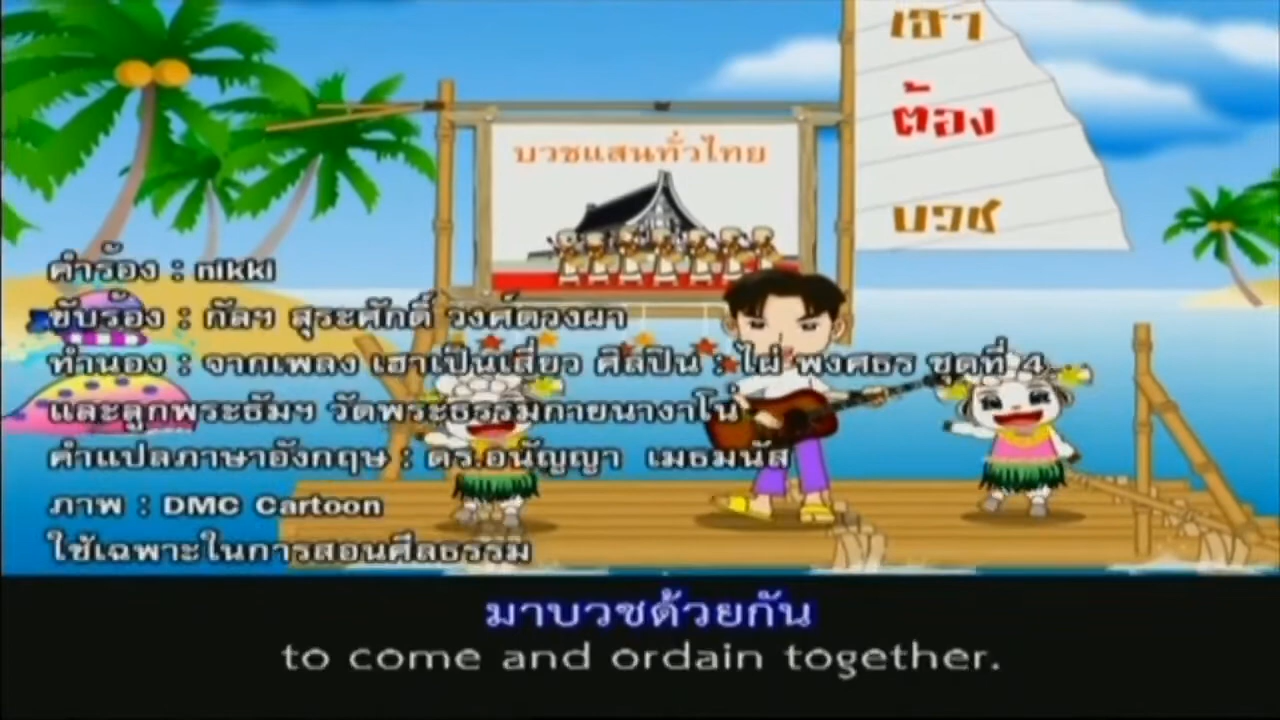 เฮา
ต้อง
บวช
บวชแสนทั่วไทย
คำร้อง : nikki
ขับร้อง : กัลฯ สุระศักดิ์ วงศ์ดวงผา
ทำนอง : จากเพลง เฮาเป็นเสี่ยว ศิลปิน : ไผ่ พงศธร ชุดที่ 4
และลูกพระธัมฯ วัดพระธรรมกายนางาโน่
คำแปลภาษาอังกฤษ : ดร.อนัญญา เมธมนัส
ภาพ : DMC Cartoon
ใช้เฉพาะในการสอนศีลธรรม
มาบวชด้วยกัน
to come and ordain together.